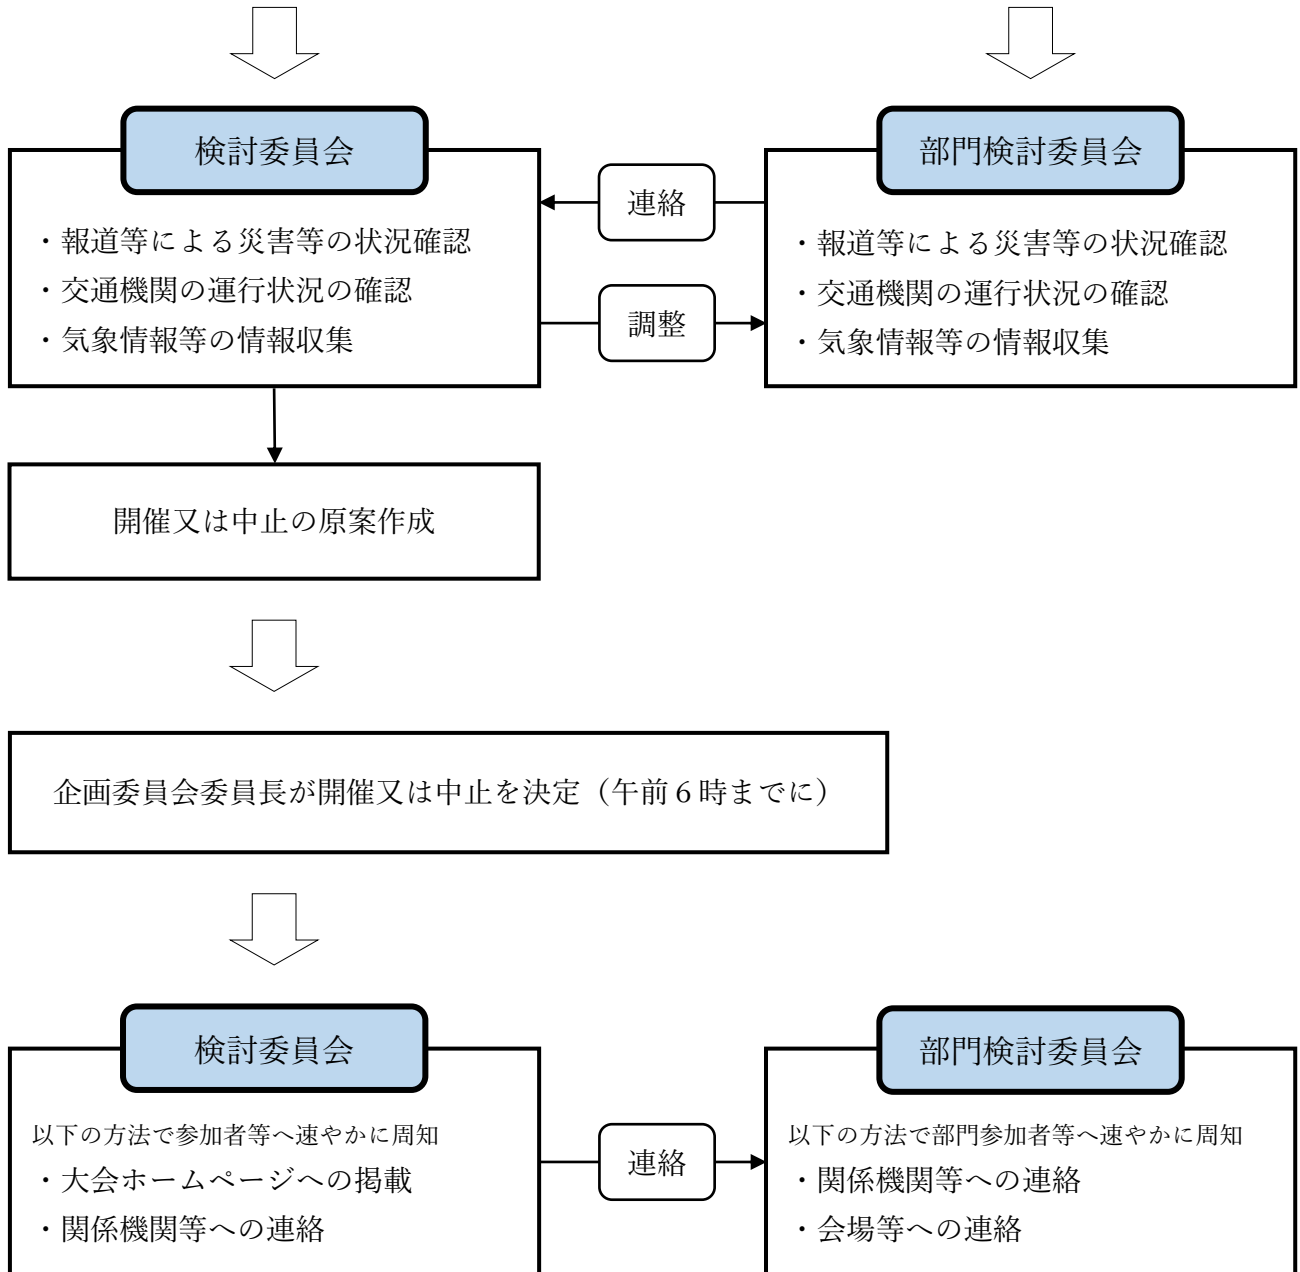 検討委員会
・報道等による災害等の状況確認
・交通機関の運行状況の確認
・気象情報等の情報収集
連絡
調整
部門検討委員会
・報道等による災害等の状況確認
・交通機関の運行状況の確認
・気象情報等の情報収集
開催又は中止の原案作成
企画委員会委員長が開催又は中止を決定（午前６時までに）
検討委員会
以下の方法で参加者等へ速やかに周知
・大会ホームページへの掲載
・関係機関等への連絡
連絡
部門検討委員会
以下の方法で部門参加者等へ速やかに周知
・関係機関等への連絡
・会場等への連絡